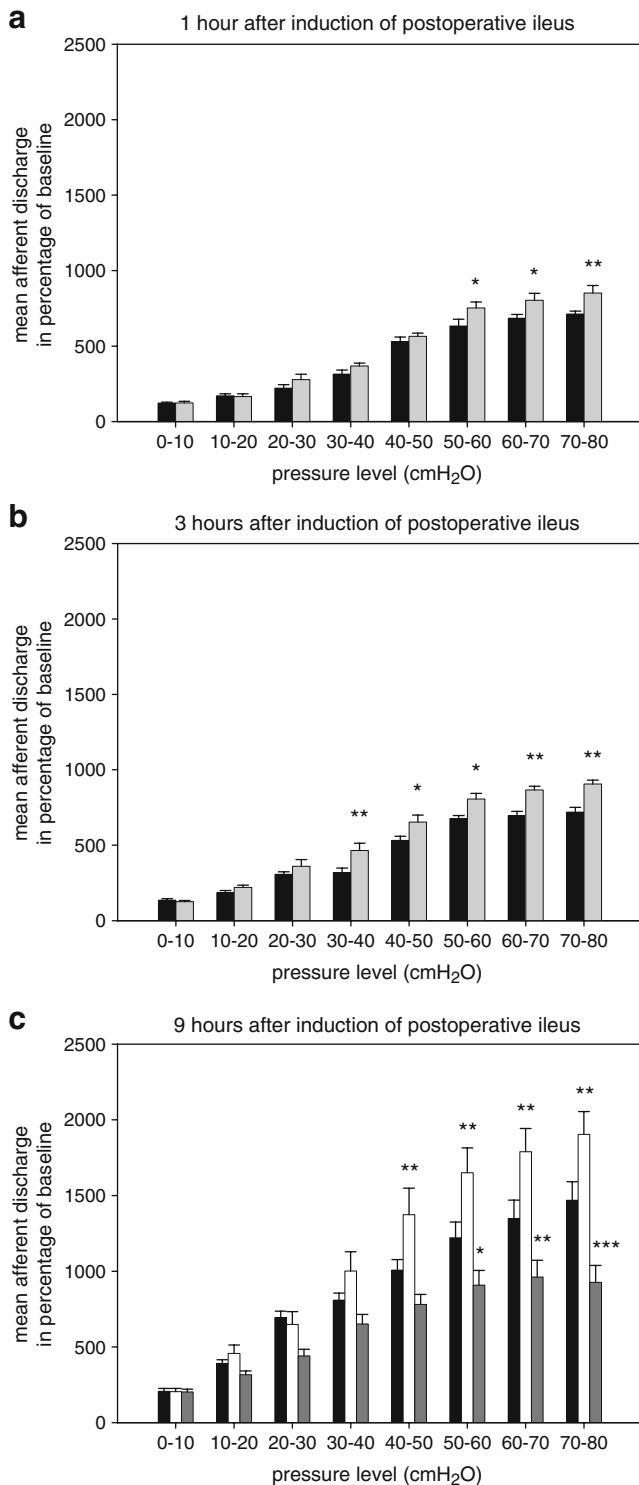 a
1 hour after induction of postoperative ileus
2500
2000
1500
1000
500
0
mean afferent discharge
in percentage of baseline
* * **
0-10 10-20 20-30 30-40 40-50 50-60 60-70 70-80
pressure level (cmH₂O)
b
3 hours after induction of postoperative ileus
2500
2000
1500
1000
500
0
mean afferent discharge
in percentage of baseline
** * * ** **
0-10 10-20 20-30 30-40 40-50 50-60 60-70 70-80
pressure level (cmH₂O)
c
9 hours after induction of postoperative ileus
2500
2000
1500
1000
500
0
mean afferent discharge
in percentage of baseline
** ** ** **
* ** ***
0-10 10-20 20-30 30-40 40-50 50-60 60-70 70-80
pressure level (cmH₂O)